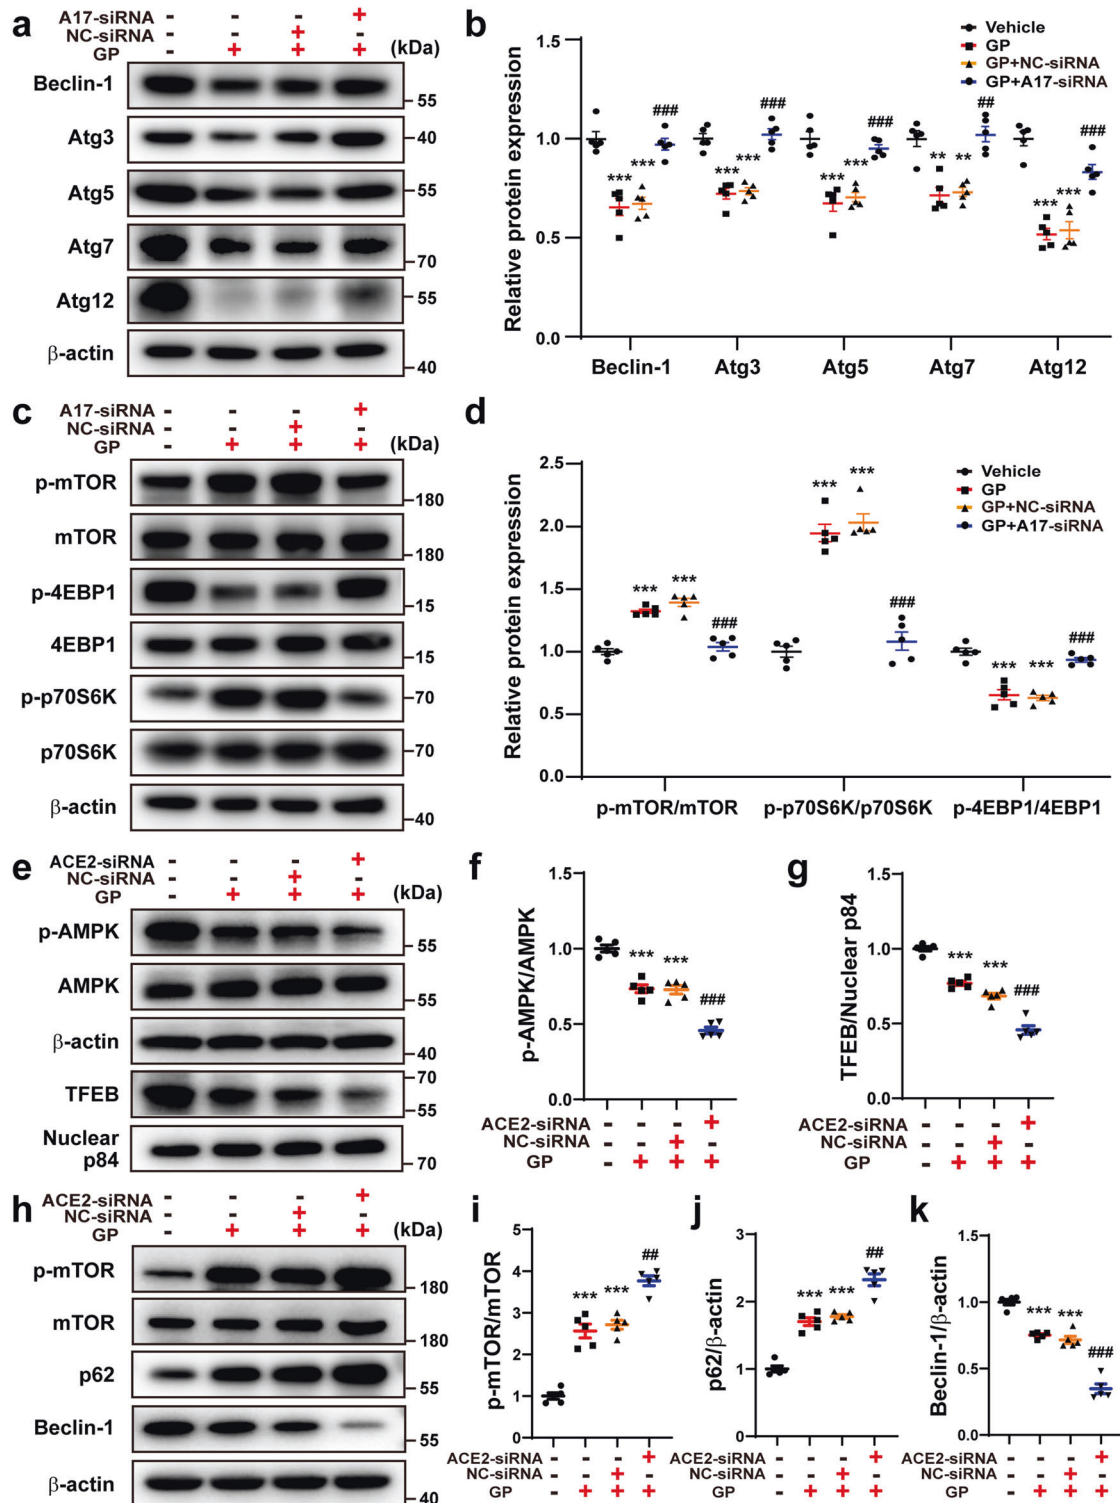 a
A17-siRNA - - - +
NC-siRNA - - + -
GP - + + + (kDa)
Beclin-1
55
Atg3
40
Atg5
55
Atg7
70
Atg12
55
β-actin
40
b
Relative protein expression
1.5
1.0
0.5
0.0
Vehicle
GP
GP+NC-siRNA
GP+A17-siRNA
*** *** ###
*** *** ###
*** *** ###
** ** ##
*** *** ###
Beclin-1 Atg3 Atg5 Atg7 Atg12
c
A17-siRNA - - - +
NC-siRNA - - + -
GP - + + + (kDa)
p-mTOR
180
mTOR
180
p-4EBP1
15
4EBP1
15
p-p70S6K
70
p70S6K
70
β-actin
40
d
Relative protein expression
2.5
2.0
1.5
1.0
0.5
0.0
Vehicle
GP
GP+NC-siRNA
GP+A17-siRNA
*** *** ###
*** *** ###
*** *** ###
p-mTOR/mTOR p-p70S6K/p70S6K p-4EBP1/4EBP1
e
ACE2-siRNA - - - +
NC-siRNA - - + -
GP - + + + (kDa)
p-AMPK
55
AMPK
55
β-actin
40
TFEB
70
55
Nuclear
p84
70
f
p-AMPK/AMPK
1.5
1.0
0.5
0.0
*** *** ###
ACE2-siRNA - - - +
NC-siRNA - - + -
GP - + + +
g
TFEB/Nuclear p84
1.5
1.0
0.5
0.0
*** *** ###
ACE2-siRNA - - - +
NC-siRNA - - + -
GP - + + +
h
ACE2-siRNA - - - +
NC-siRNA - - + -
GP - + + + (kDa)
p-mTOR
180
mTOR
180
p62
55
Beclin-1
55
β-actin
40
i
p-mTOR/mTOR
5
4
3
2
1
0
*** *** ##
ACE2-siRNA - - - +
NC-siRNA - - + -
GP - + + +
j
p62/β-actin
3
2
1
0
*** *** ##
ACE2-siRNA - - - +
NC-siRNA - - + -
GP - + + +
k
Beclin-1/β-actin
1.5
1.0
0.5
0.0
*** *** ###
ACE2-siRNA - - - +
NC-siRNA - - + -
GP - + + +